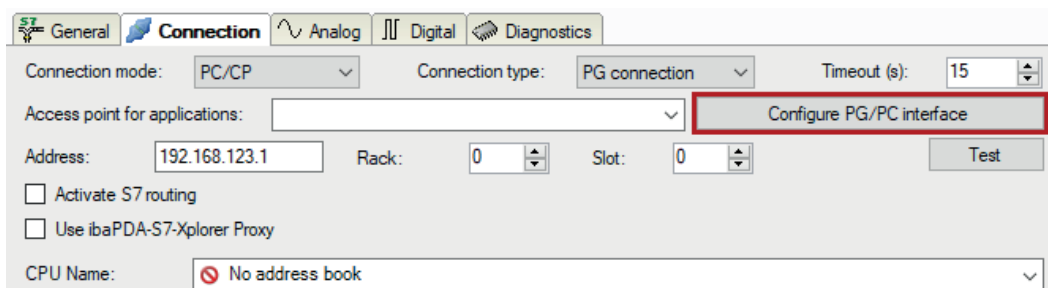 S7 General Connection Analog Digital Diagnostics
Connection mode: PC/CP Connection type: PG connection Timeout (s): 15
Access point for applications: Configure PG/PC interface
Address: 192.168.123.1 Rack: 0 Slot: 0 Test
Activate S7 routing
Use ibaPDA-S7-Xplorer Proxy
CPU Name: No address book